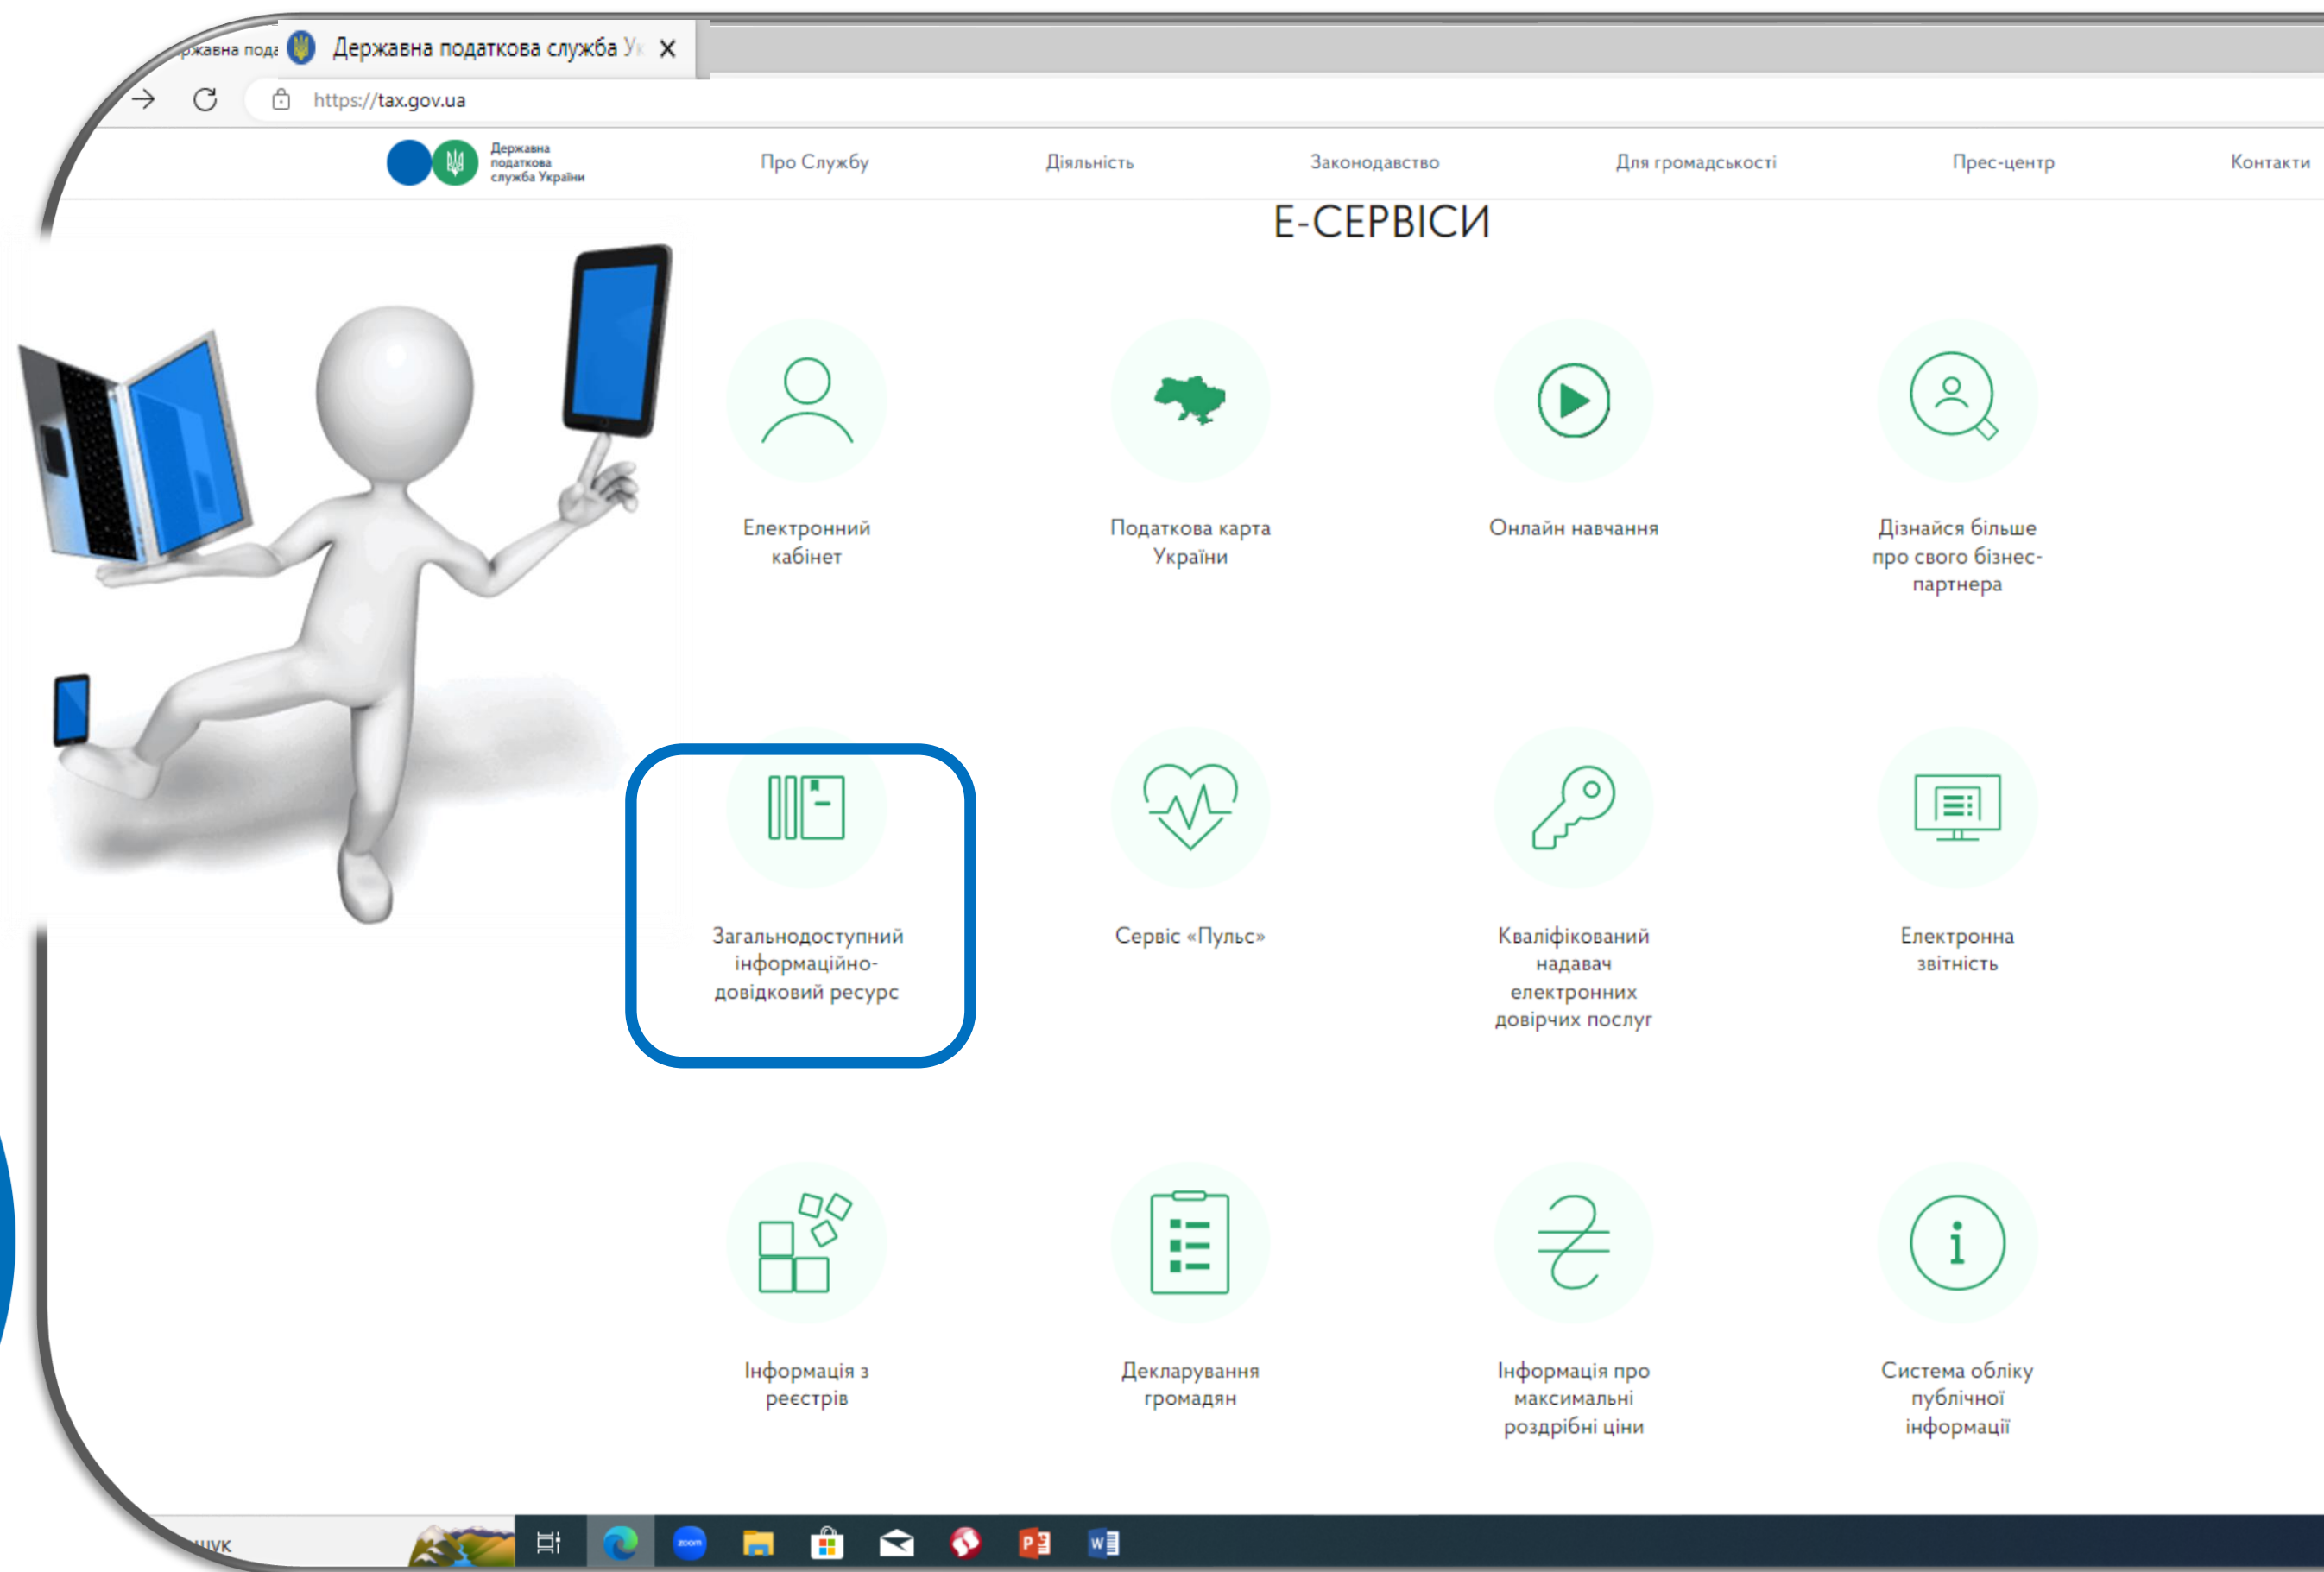 Державна податкова служба Ук
https://tax.gov.ua
Державна
податкова
служба України
Про Службу
Діяльність
Законодавство
Для громадськості
Прес-центр
Контакти
Е-СЕРВІСИ
Електронний
кабінет
Податкова карта
України
Онлайн навчання
Дізнайся більше
про свого бізнес-
партнера
Загальнодоступний
інформаційно-
довідковий ресурс
Сервіс «Пульс»
Кваліфікований
надавач
електронних
довірчих послуг
Електронна
звітність
Інформація з
реєстрів
Декларування
громадян
Інформація про
максимальні
роздрібні ціни
Система обліку
публічної
інформації
zoom